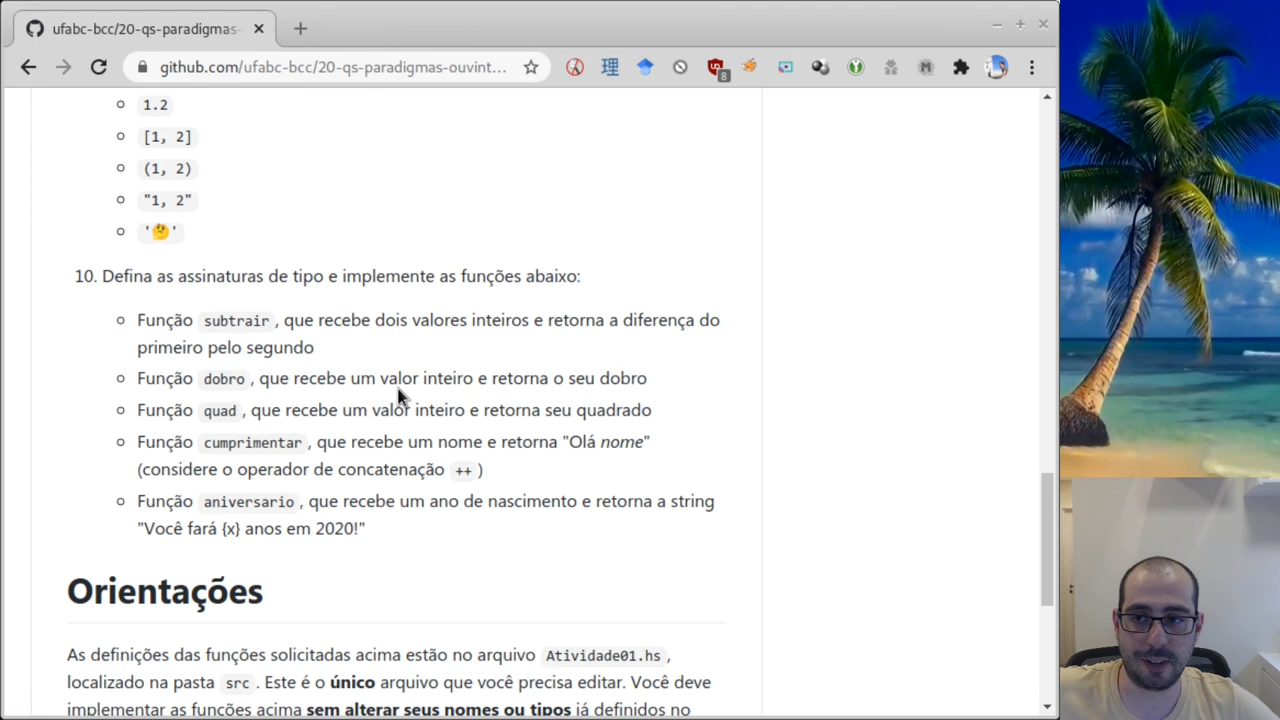 ufabc-bcc/20-qs-paradigmas-
github.com/ufabc-bcc/20-qs-paradigmas-ouvint...
8
1.2
[1, 2]
(1, 2)
"1, 2"
'🤔'
10. Defina as assinaturas de tipo e implemente as funções abaixo:
Função subtrair, que recebe dois valores inteiros e retorna a diferença do
primeiro pelo segundo
Função dobro, que recebe um valor inteiro e retorna o seu dobro
Função quad, que recebe um valor inteiro e retorna seu quadrado
Função cumprimentar, que recebe um nome e retorna "Olá nome"
(considere o operador de concatenação ++)
Função aniversario, que recebe um ano de nascimento e retorna a string
"Você fará {x} anos em 2020!"
Orientações
As definições das funções solicitadas acima estão no arquivo Atividade01.hs,
localizado na pasta src. Este é o único arquivo que você precisa editar. Você deve
implementar as funções acima sem alterar seus nomes ou tipos já definidos no